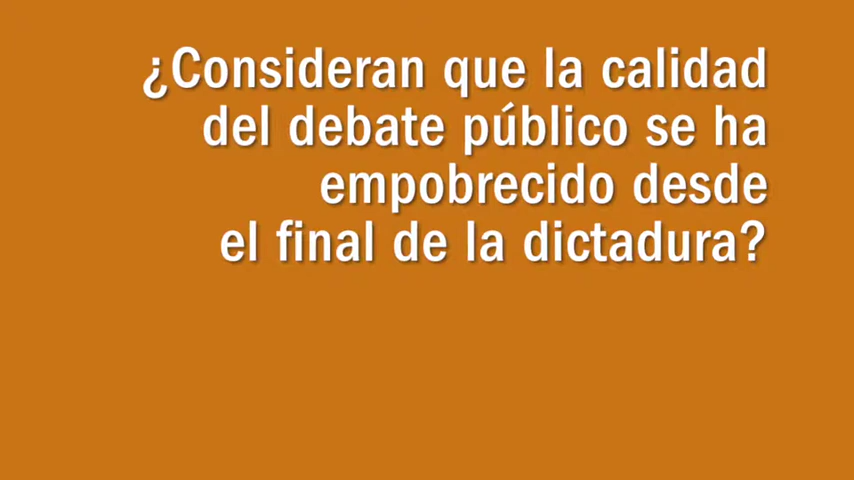 ¿Consideran que la calidad
del debate público se ha
empobrecido desde
el final de la dictadura?